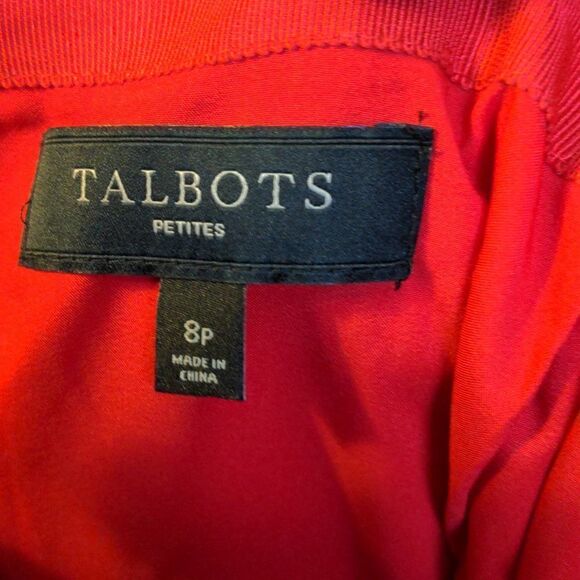 TALBOTS
PETITES
8P
MADE IN
CHINA